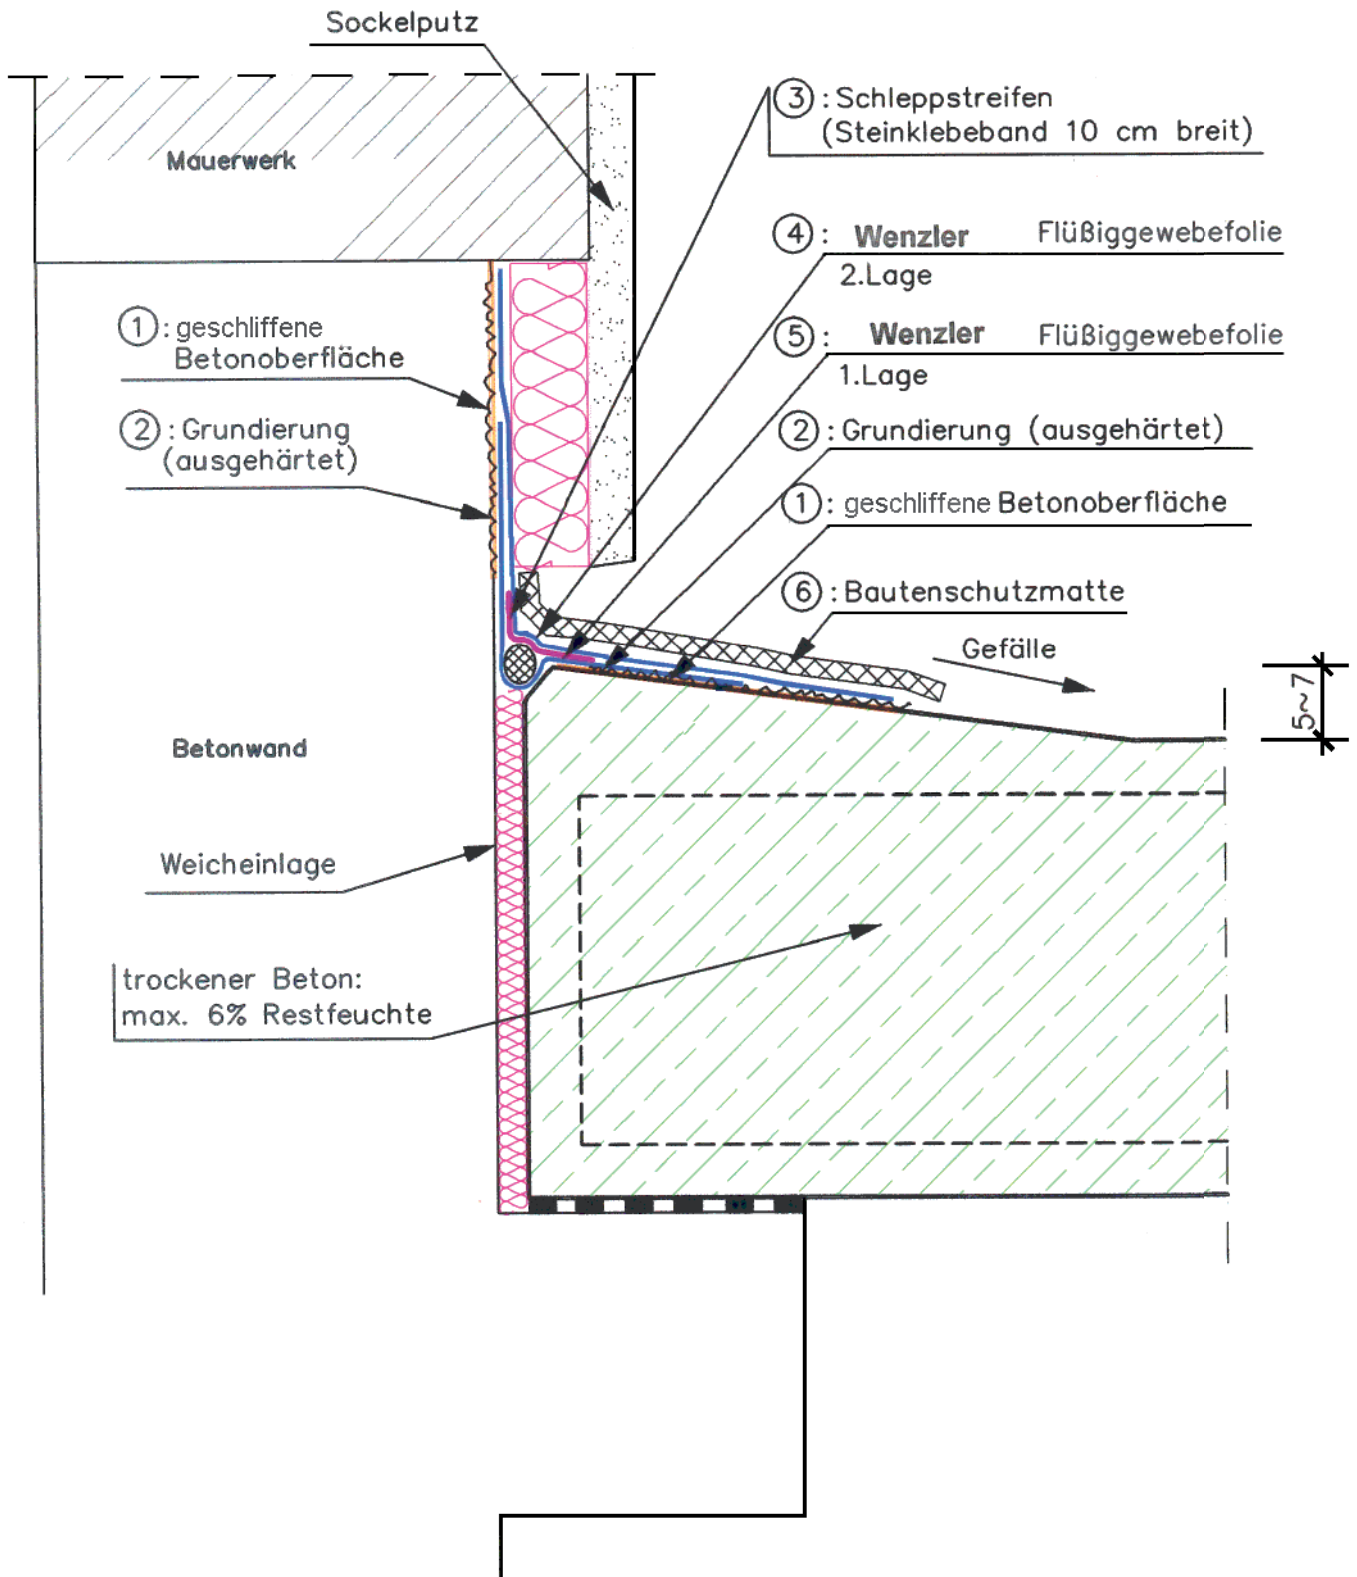 Sockelputz
③: Schleppstreifen
(Steinklebeband 10 cm breit)
Mauerwerk
④: Wenzler Flüßiggewebefolie
2.Lage
①: geschliffene
Betonoberfläche
⑤: Wenzler Flüßiggewebefolie
1.Lage
②: Grundierung
(ausgehärtet)
②: Grundierung (ausgehärtet)
①: geschliffene Betonoberfläche
⑥: Bautenschutzmatte
Gefälle
5~7
Betonwand
Weicheinlage
trockener Beton:
max. 6% Restfeuchte